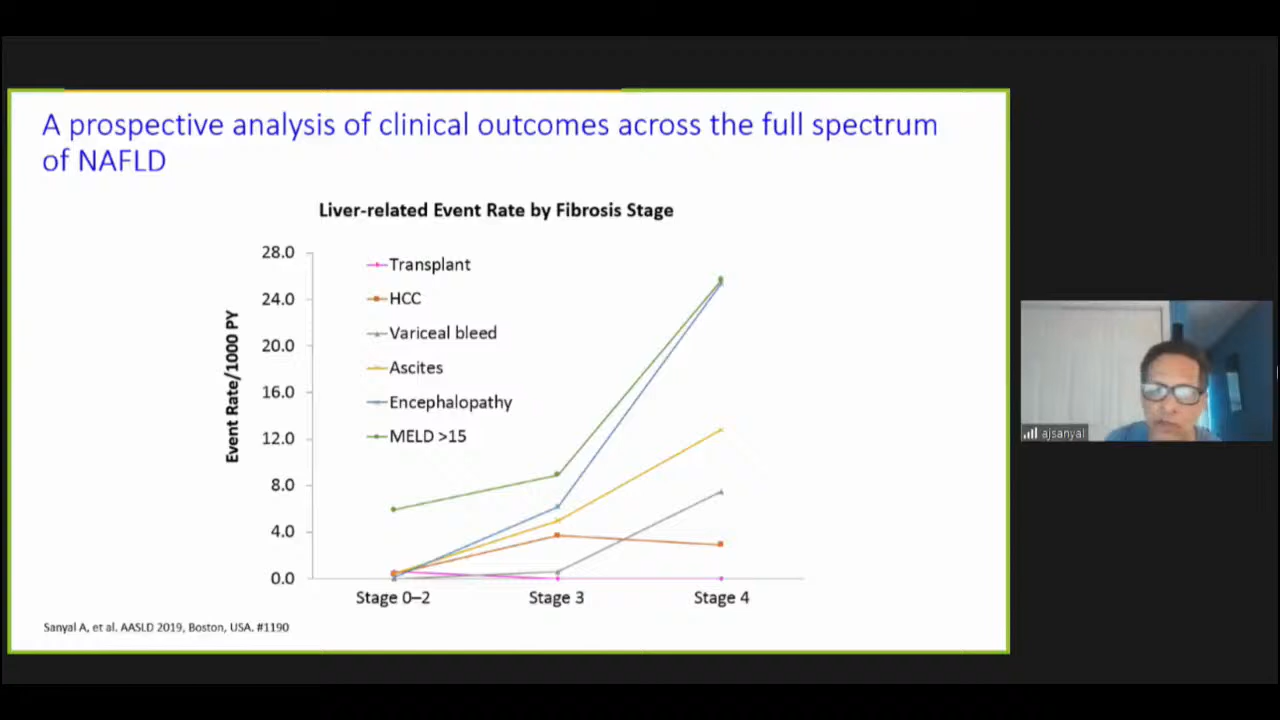 A prospective analysis of clinical outcomes across the full spectrum
of NAFLD
Liver-related Event Rate by Fibrosis Stage
28.0
24.0
20.0
16.0
12.0
8.0
4.0
0.0
Event Rate/1000 PY
Transplant
HCC
Variceal bleed
Ascites
Encephalopathy
MELD >15
Stage 0–2
Stage 3
Stage 4
Sanyal A, et al. AASLD 2019, Boston, USA. #1190
ajsanyal